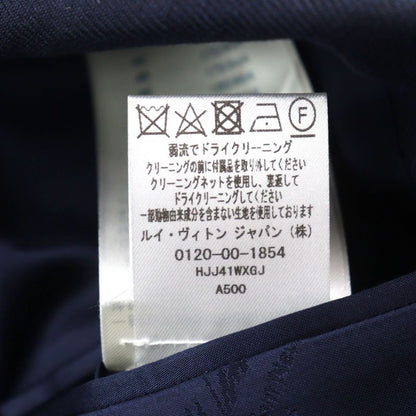 F
弱流でドライクリーニング
クリーニングの前に付属品を取り外してください
クリーニングネットを使用し、裏返して
ドライクリーニングしてください
一部動物由来成分を含まない生地を使用しています
ルイ・ヴィトン ジャパン(株)
0120-00-1854
HJJ41WXGJ
A500